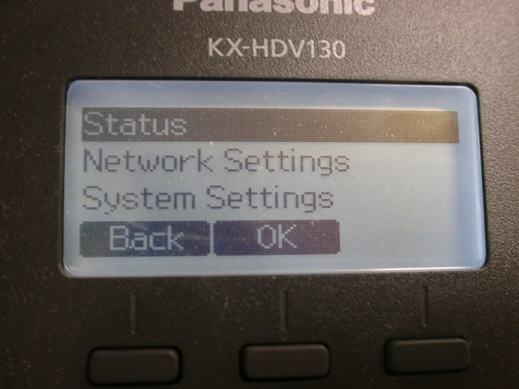 Panasonic
KX-HDV130
Status
Network Settings
System Settings
Back OK